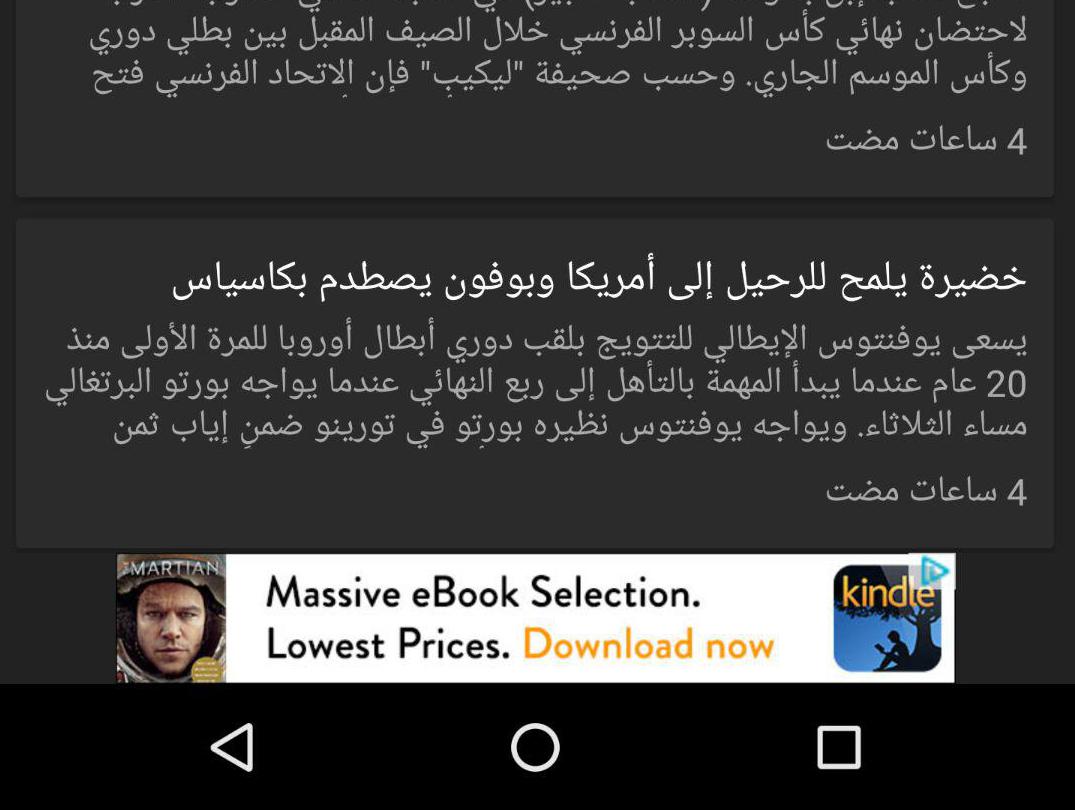 لاحتضان نهائي كأس السوبر الفرنسي خلال الصيف المقبل بين بطلي دوري
وكأس الموسم الجاري. وحسب صحيفة "ليكيب" فإن الاتحاد الفرنسي فتح
4 ساعات مضت
خضيرة يلمح للرحيل إلى أمريكا وبوفون يصطدم بكاسياس
يسعى يوفنتوس الإيطالي للتتويج بلقب دوري أبطال أوروبا للمرة الأولى منذ
20 عام عندما يبدأ المهمة بالتأهل إلى ربع النهائي عندما يواجه بورتو البرتغالي
مساء الثلاثاء. ويواجه يوفنتوس نظيره بورتو في تورينو ضمن إياب ثمن
4 ساعات مضت
THE MARTIAN
Massive eBook Selection.
Lowest Prices. Download now
kindle